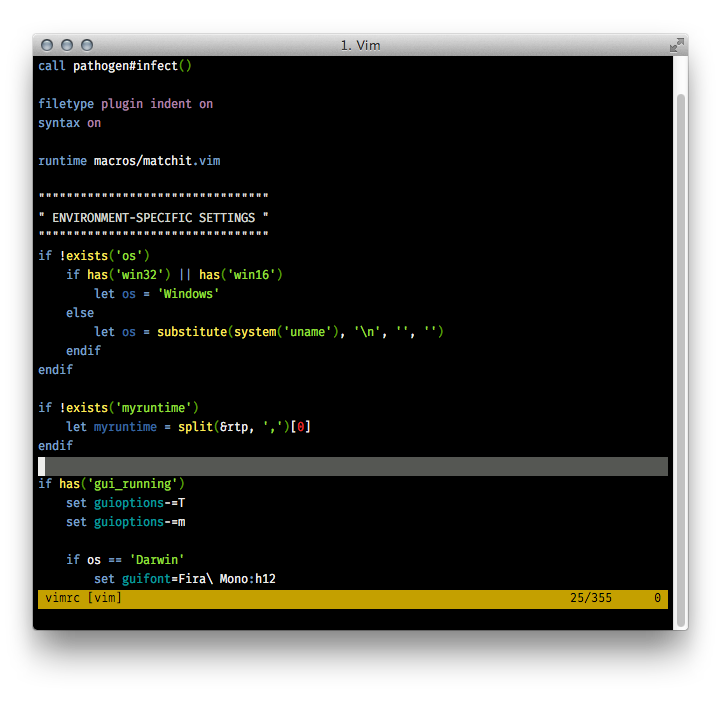 1. Vim
call pathogen#infect()
filetype plugin indent on
syntax on
runtime macros/matchit.vim
"""""""""""""""""""""""""""""""""
" ENVIRONMENT-SPECIFIC SETTINGS "
"""""""""""""""""""""""""""""""""
if !exists('os')
    if has('win32') || has('win16')
        let os = 'Windows'
    else
        let os = substitute(system('uname'), '\n', '', '')
    endif
endif
if !exists('myruntime')
    let myruntime = split(&rtp, ',')[0]
endif
if has('gui_running')
    set guioptions-=T
    set guioptions-=m
    if os == 'Darwin'
        set guifont=Fira\ Mono:h12
vimrc [vim] 25/355 0